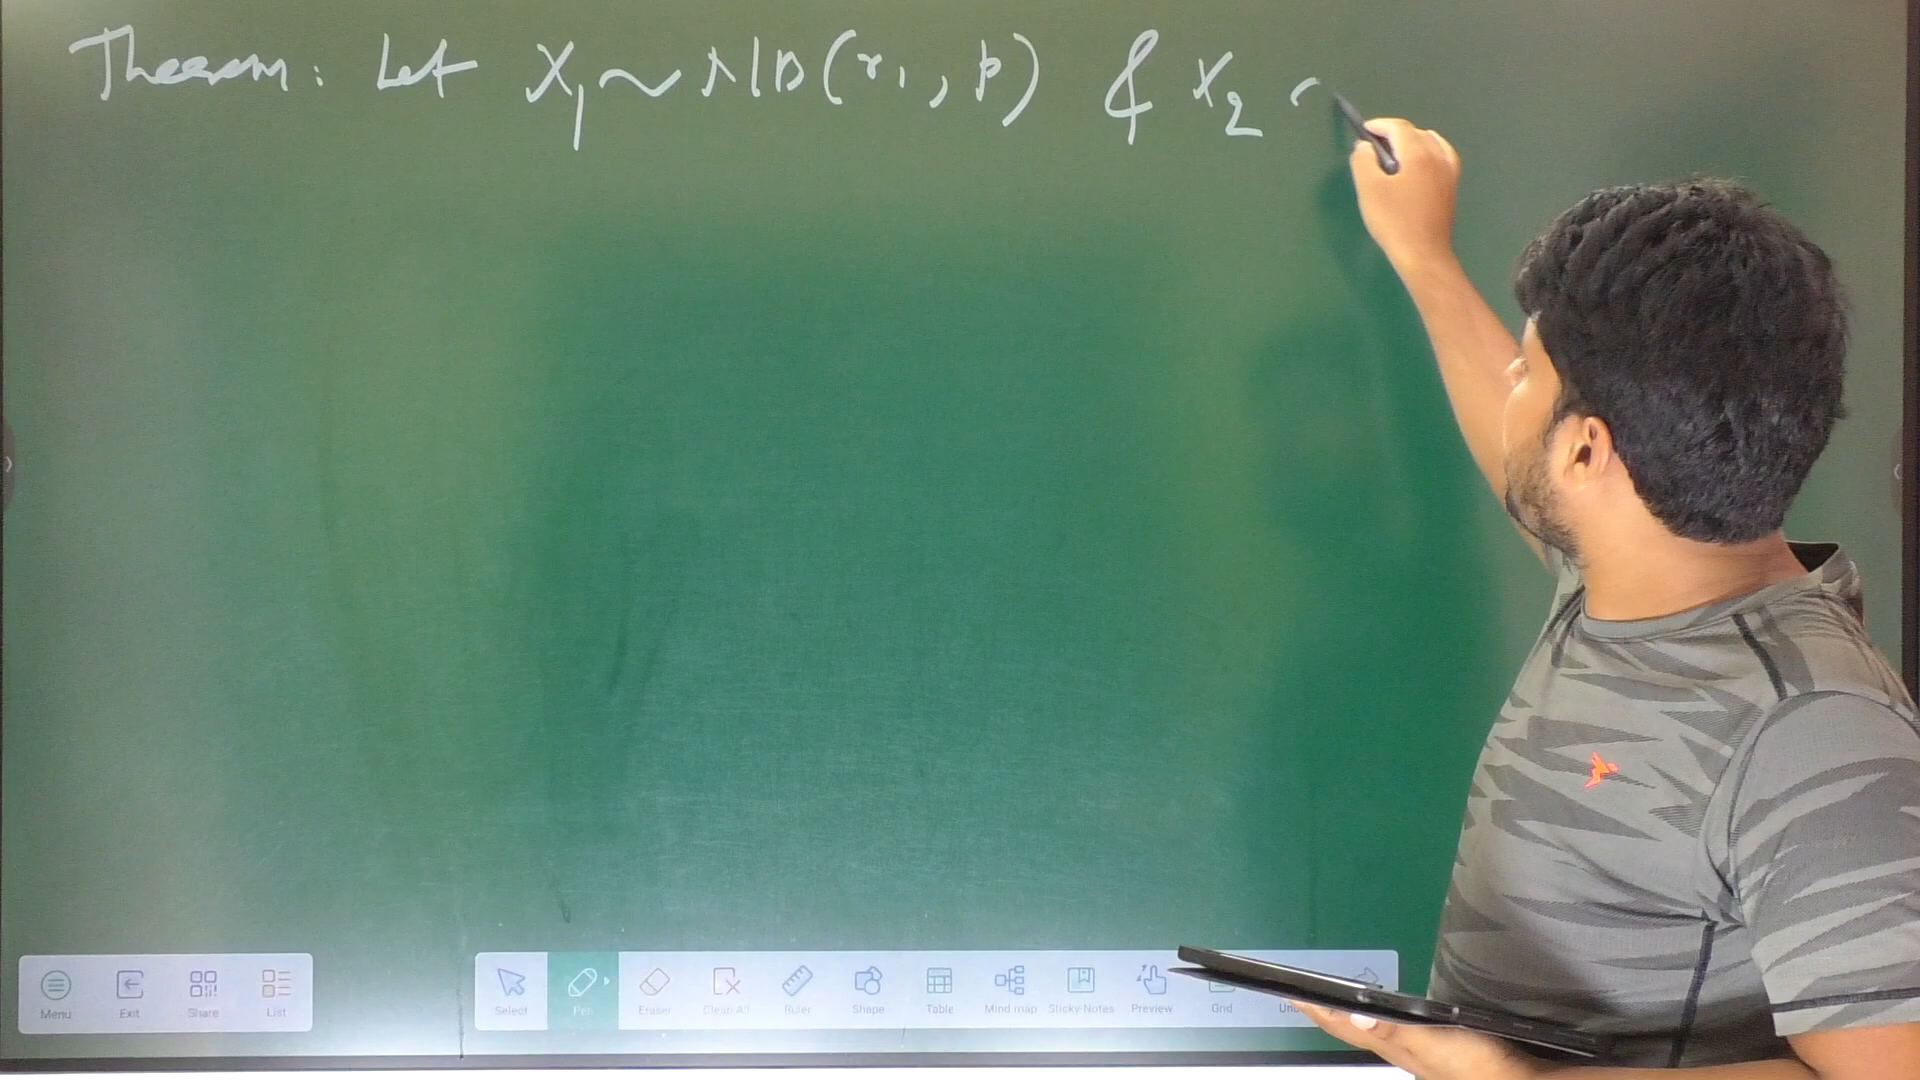 Theorem: Let X₁ ~ NB(r₁, p) & X₂
Menu Exit Share List Select Pen Eraser Clean All Ruler Shape Table Mind map Sticky-Notes Preview Grid